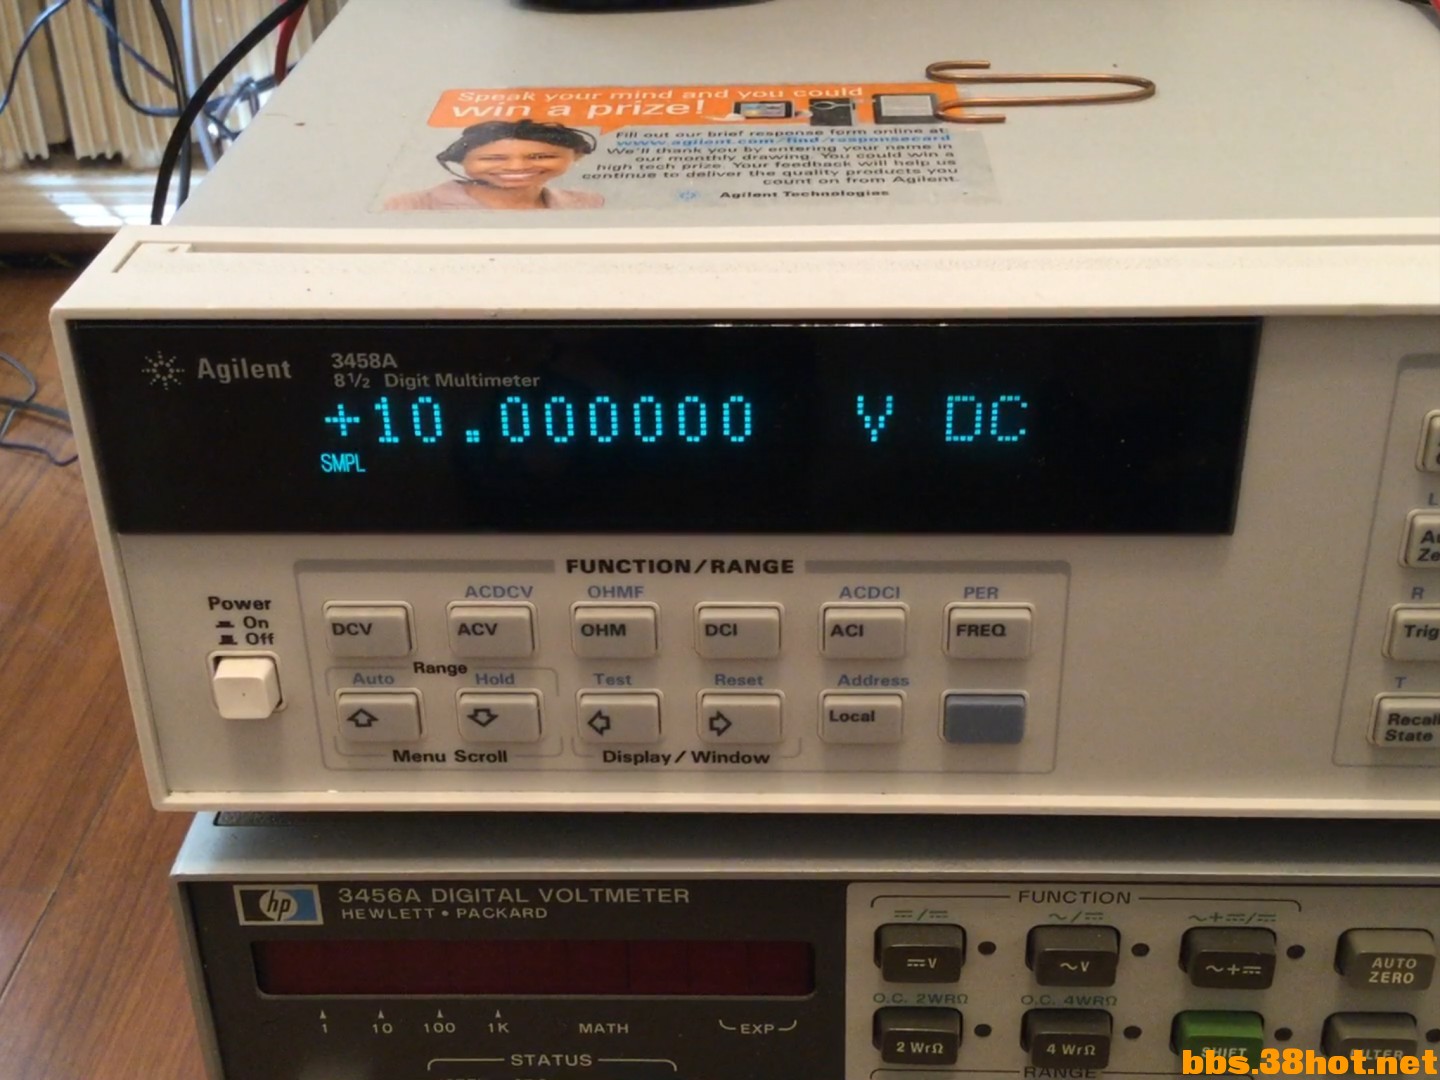 Speak your mind and you could
win a prize!
Fill out our brief response form online at:
www.agilent.com/find/responsecard
We'll thank you by entering your name in
our monthly drawing. You could win a
high tech prize. Your feedback will help us
continue to deliver the quality products you
count on from Agilent.
Agilent Technologies
Agilent
3458A
8½ Digit Multimeter
+10.000000 V DC
SMPL
FUNCTION/RANGE
Power
On
Off
ACDCV OHMF ACDCI PER
DCV ACV OHM DCI ACI FREQ
Range
Auto Hold Test Reset Address
Local
Menu Scroll Display/Window
L
R
Trig
T
Recall
State
hp
3456A DIGITAL VOLTMETER
HEWLETT • PACKARD
1 10 100 1K MATH EXP
STATUS
FUNCTION
⎓/⎓ ~/⎓ ~+⎓/⎓
⎓V ~V ~+⎓ AUTO
ZERO
O.C. 2WRΩ O.C. 4WRΩ
2 WrΩ 4 WrΩ SHIFT FILTER
RANGE
bbs.38hot.net